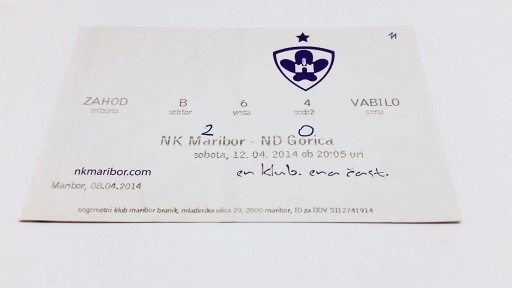 ZAHOD B 6 4 VABILO
tribuna sektor vrsta sedež cena
2 0
NK Maribor - ND Gorica
sobota, 12. 04. 2014 ob 20:05 uri
nkmaribor.com en klub. ena čast.
Maribor, 08.04.2014
nogometni klub maribor branik, mladinska ulica 29, 2000 maribor, ID za DDV SI12741914